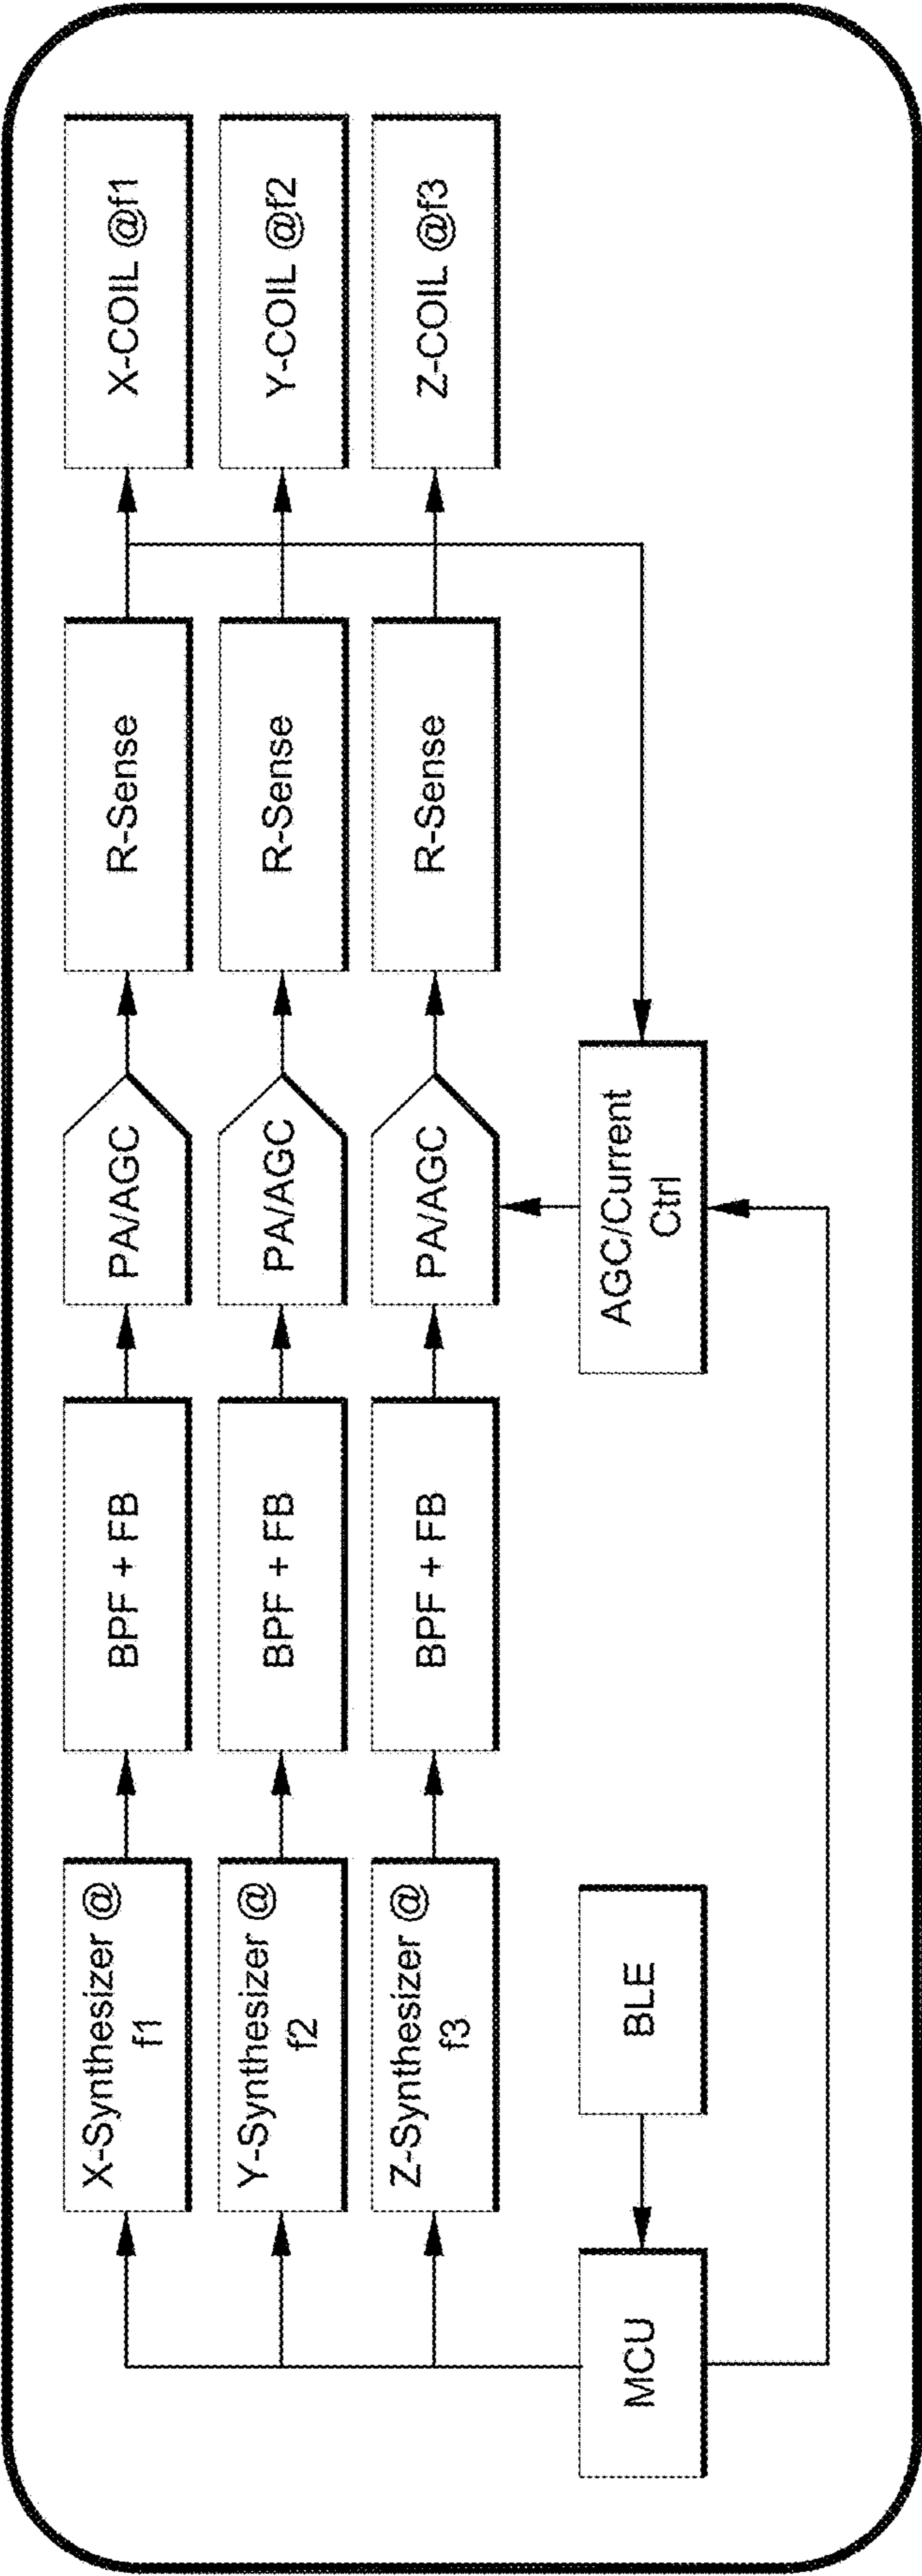 X-Synthesizer @
f1
BPF + FB
PA/AGC
R-Sense
X-COIL @f1
Y-Synthesizer @
f2
BPF + FB
PA/AGC
R-Sense
Y-COIL @f2
Z-Synthesizer @
f3
BPF + FB
PA/AGC
R-Sense
Z-COIL @f3
MCU
BLE
AGC/Current
Ctrl